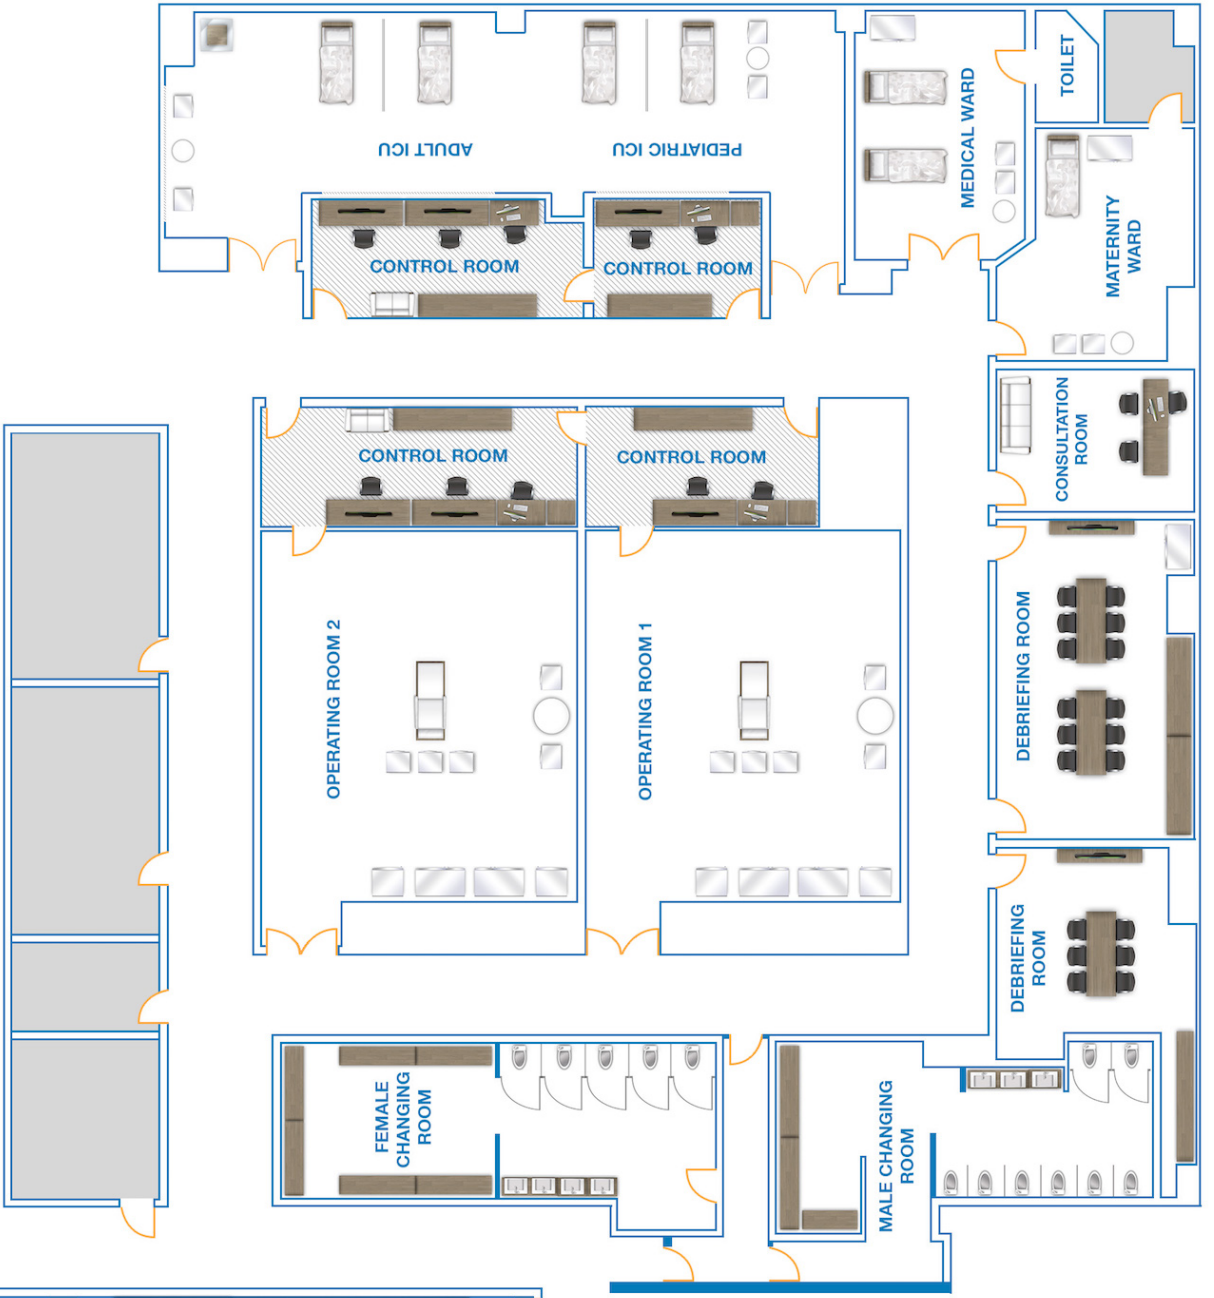 TOILET
MEDICAL WARD
ADULT ICU
PEDIATRIC ICU
MATERNITY
WARD
CONTROL ROOM
CONTROL ROOM
CONSULTATION
ROOM
CONTROL ROOM
CONTROL ROOM
OPERATING ROOM 2
OPERATING ROOM 1
DEBRIEFING ROOM
DEBRIEFING
ROOM
FEMALE
CHANGING
ROOM
MALE CHANGING
ROOM